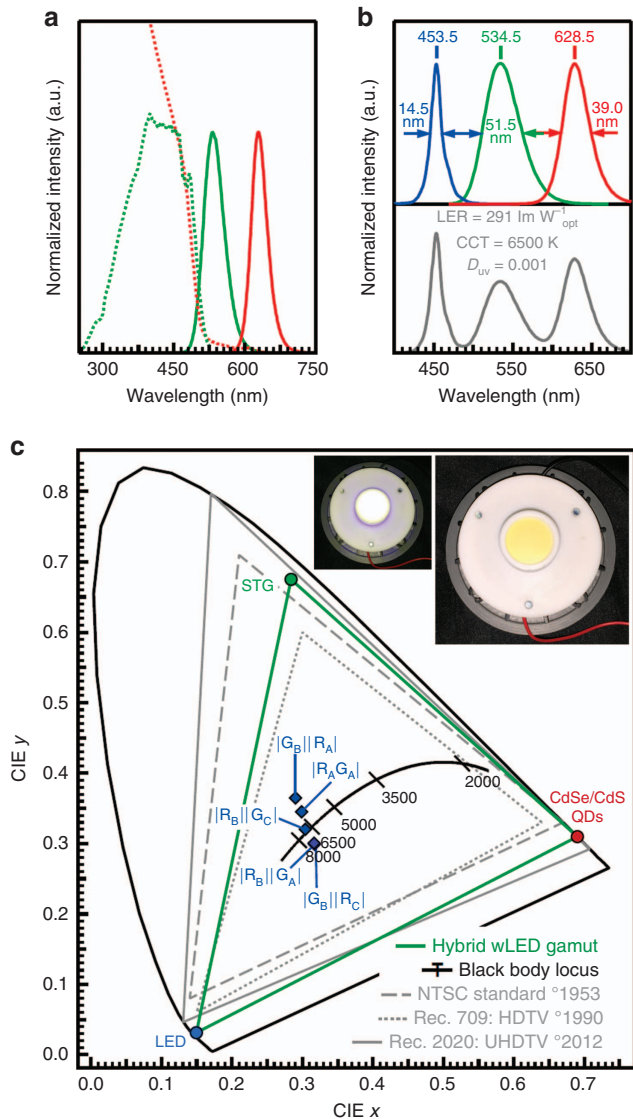 a
Normalized intensity (a.u.)
300
450
600
750
Wavelength (nm)
b
453.5
534.5
628.5
14.5
nm
51.5
nm
39.0
nm
LER = 291 lm W⁻¹opt
CCT = 6500 K
Duv = 0.001
Normalized intensity (a.u.)
450
550
650
Wavelength (nm)
c
0.8
0.7
0.6
0.5
0.4
0.3
0.2
0.1
0.0
CIE y
STG
|GB||RA|
|RAGA|
|RB||GC|
|RB||GA|
|GB||RC|
2000
3500
5000
6500
8000
CdSe/CdS
QDs
LED
Hybrid wLED gamut
Black body locus
NTSC standard °1953
Rec. 709: HDTV °1990
Rec. 2020: UHDTV °2012
0.0
0.1
0.2
0.3
0.4
0.5
0.6
0.7
CIE x